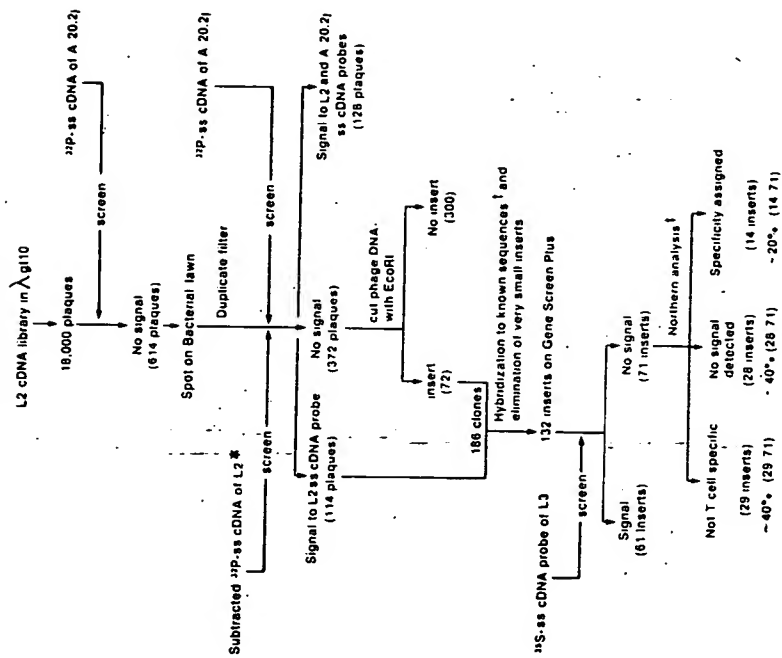 L2 cDNA library in λgt10
18,000 plaques
³²P-ss cDNA of A 20.2j
screen
No signal
(614 plaques)
Spot on Bacterial lawn
Duplicate filter
Subtracted ³²P-ss cDNA of L2*
screen
³²P-ss cDNA of A 20.2j
screen
Signal to L2 ss cDNA probe
(114 plaques)
No signal
(372 plaques)
Signal to L2 and A 20.2j
ss cDNA probes
(128 plaques)
cut phage DNA
with EcoRI
insert
(72)
No insert
(300)
186 clones
Hybridization to known sequences† and
elimination of very small inserts
132 inserts on Gene Screen Plus
³⁵S-ss cDNA probe of L3
screen
Signal
(61 inserts)
No signal
(71 inserts)
Northern analysis†
Not T cell specific
(29 inserts)
~40% (29 71)
No signal
detected
(28 inserts)
~40% (28 71)
Specificity assigned
(14 inserts)
~20% (14 71)